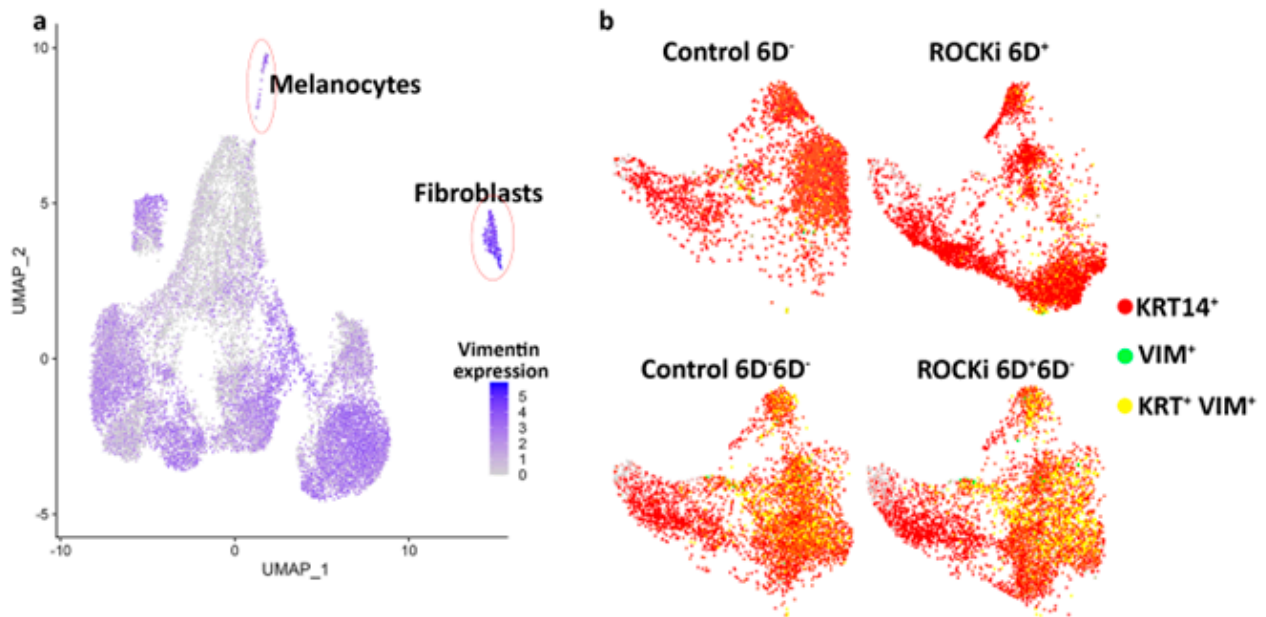 a
10
5
0
-5
UMAP_2
-10
0
10
UMAP_1
Melanocytes
Fibroblasts
Vimentin
expression
5
4
3
2
1
0
b
Control 6D⁻
ROCKi 6D⁺
Control 6D⁻6D⁻
ROCKi 6D⁺6D⁻
KRT14⁺
VIM⁺
KRT⁺ VIM⁺